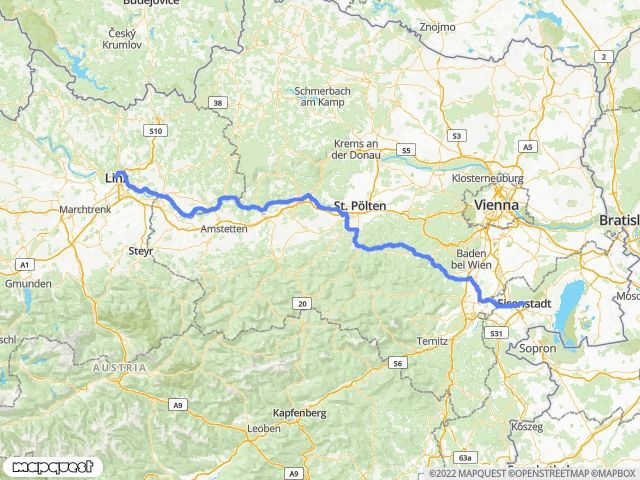 Budějovice
Český
Krumlov
Znojmo
2
Schmerbach
am Kamp
38
S10
Krems an
der Donau
S5
S3
A5
Klosterneuburg
Linz
Marchtrenk
St. Pölten
Vienna
Bratisl
Amstetten
Steyr
Baden
bei Wien
A1
Gmunden
Eisenstadt
Mosc
20
schl
Ternitz
S31
Sopron
AUSTRIA
S6
A9
Kapfenberg
Leoben
Kőszeg
63a
A9
mapquest
©2022 MAPQUEST ©OPENSTREETMAP ©MAPBOX